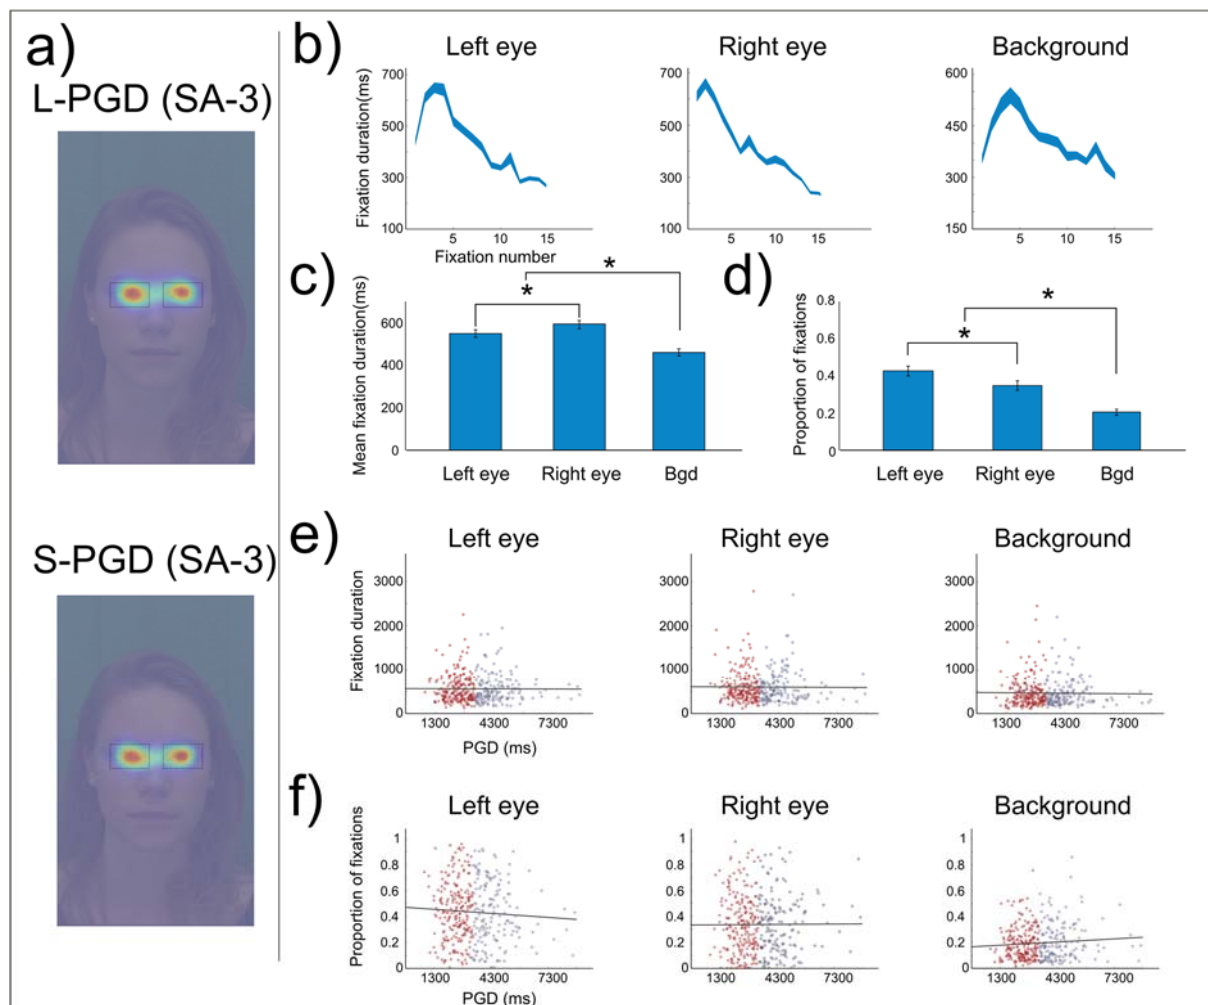 a)
L-PGD (SA-3)
S-PGD (SA-3)
b)
Left eye
Right eye
Background
Fixation duration(ms)
700
500
300
100
5
10
15
Fixation number
700
500
300
100
5
10
15
600
450
300
150
5
10
15
c)
Mean fixation duration(ms)
600
400
600
0
*
*
Left eye
Right eye
Bgd
d)
Proportion of fixations
0.8
0.6
0.4
0.2
0
*
*
Left eye
Right eye
Bgd
e)
Left eye
Right eye
Background
Fixation duration
3000
2000
1000
0
1300
4300
7300
PGD (ms)
3000
2000
1000
0
1300
4300
7300
3000
2000
1000
0
1300
4300
7300
f)
Left eye
Right eye
Background
Proportion of fixations
1
0.8
0.6
0.4
0.2
0
1300
4300
7300
PGD (ms)
1
0.8
0.6
0.4
0.2
0
1300
4300
7300
1
0.8
0.6
0.4
0.2
0
1300
4300
7300